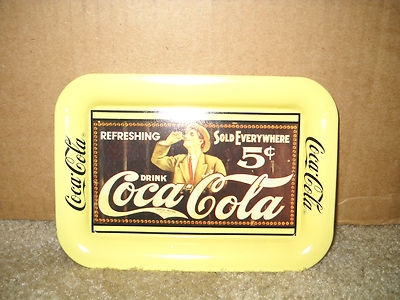 REFRESHING
SOLD EVERYWHERE
5¢
DRINK
Coca-Cola
Coca-Cola
Coca-Cola